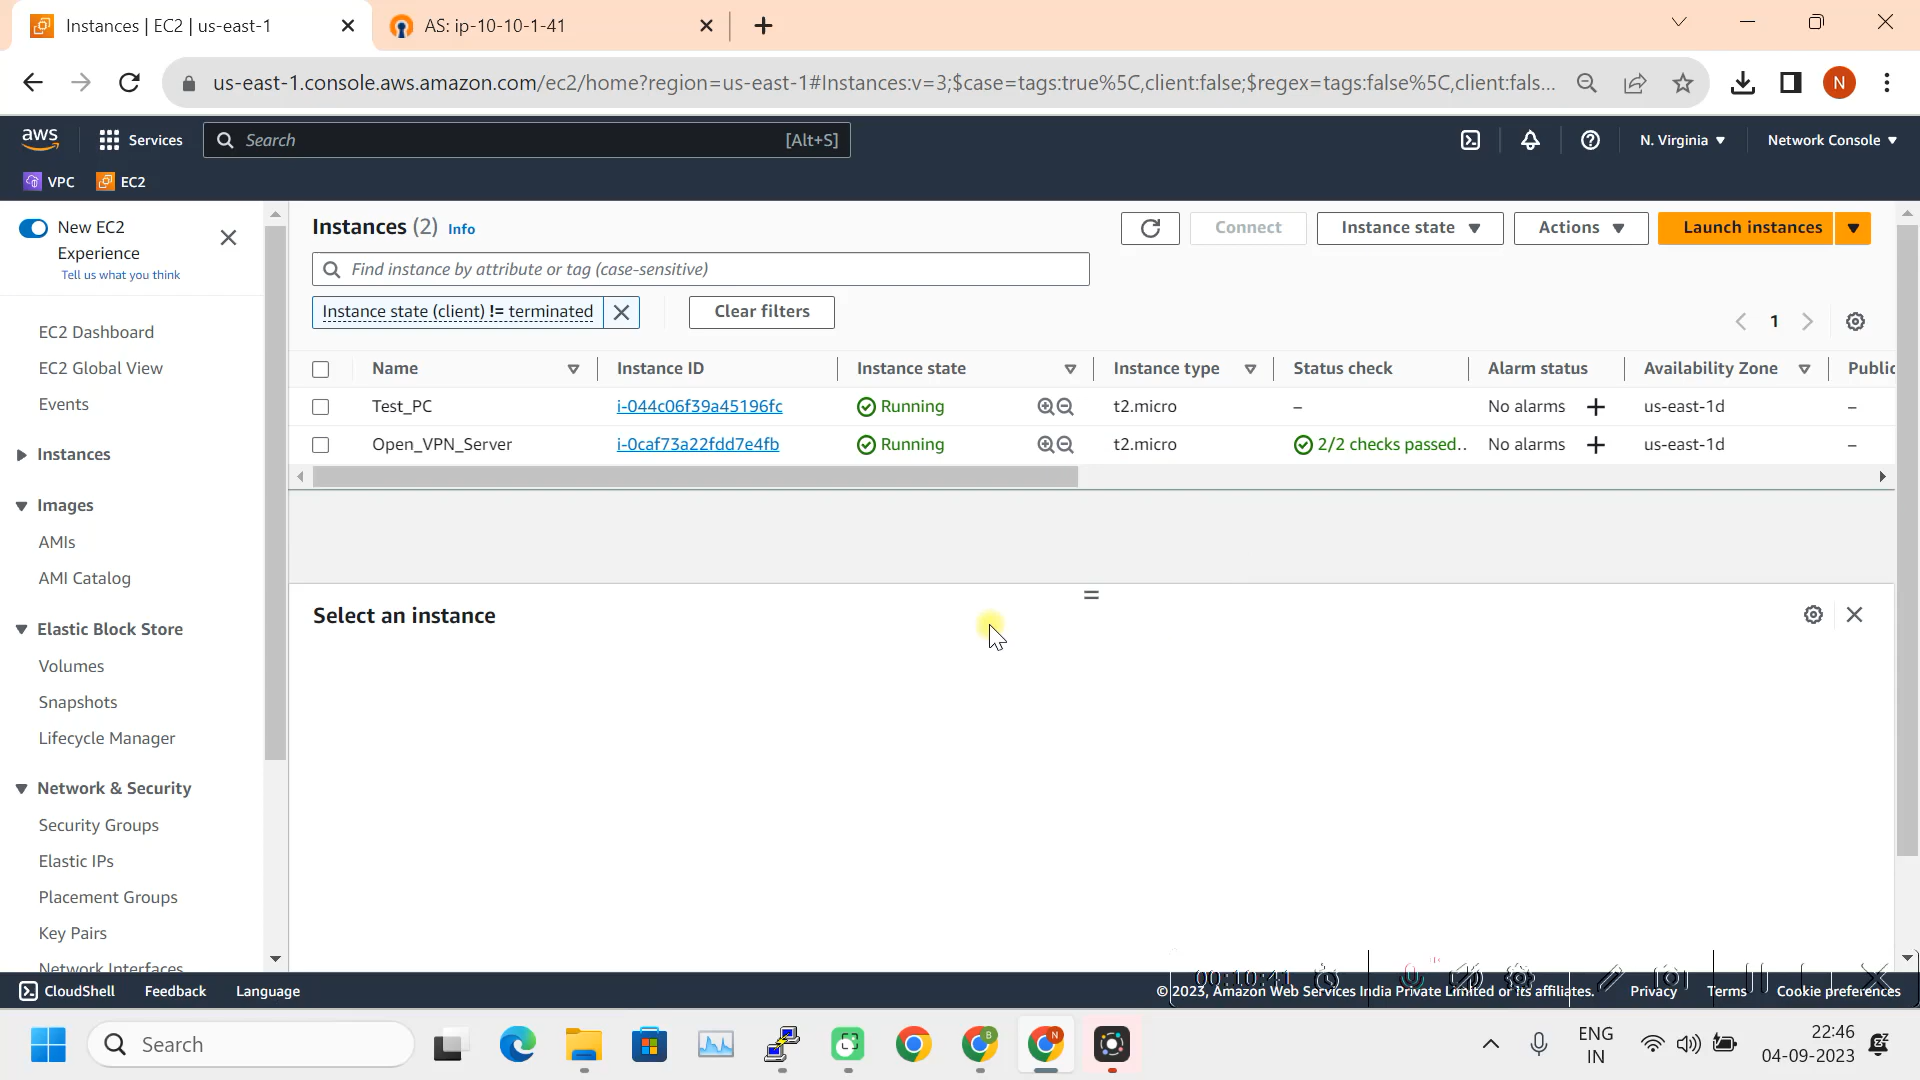 Instances | EC2 | us-east-1
AS: ip-10-10-1-41
us-east-1.console.aws.amazon.com/ec2/home?region=us-east-1#Instances:v=3;$case=tags:true%5C,client:false;$regex=tags:false%5C,client:fals...
N
aws
Services
Search
[Alt+S]
N. Virginia
Network Console
VPC
EC2
New EC2
Experience
Tell us what you think
EC2 Dashboard
EC2 Global View
Events
Instances
Images
AMIs
AMI Catalog
Elastic Block Store
Volumes
Snapshots
Lifecycle Manager
Network & Security
Security Groups
Elastic IPs
Placement Groups
Key Pairs
Network Interfaces
Instances (2) Info
Connect
Instance state
Actions
Launch instances
Find instance by attribute or tag (case-sensitive)
Instance state (client) != terminated
Clear filters
1
Name Instance ID Instance state Instance type Status check Alarm status Availability Zone Public
Test_PC i-044c06f39a45196fc Running t2.micro – No alarms + us-east-1d –
Open_VPN_Server i-0caf73a22fdd7e4fb Running t2.micro 2/2 checks passed.. No alarms + us-east-1d –
Select an instance
00:10:41
CloudShell
Feedback
Language
© 2023, Amazon Web Services India Private Limited or its affiliates.
Privacy
Terms
Cookie preferences
Search
B
N
ENG
IN
22:46
04-09-2023